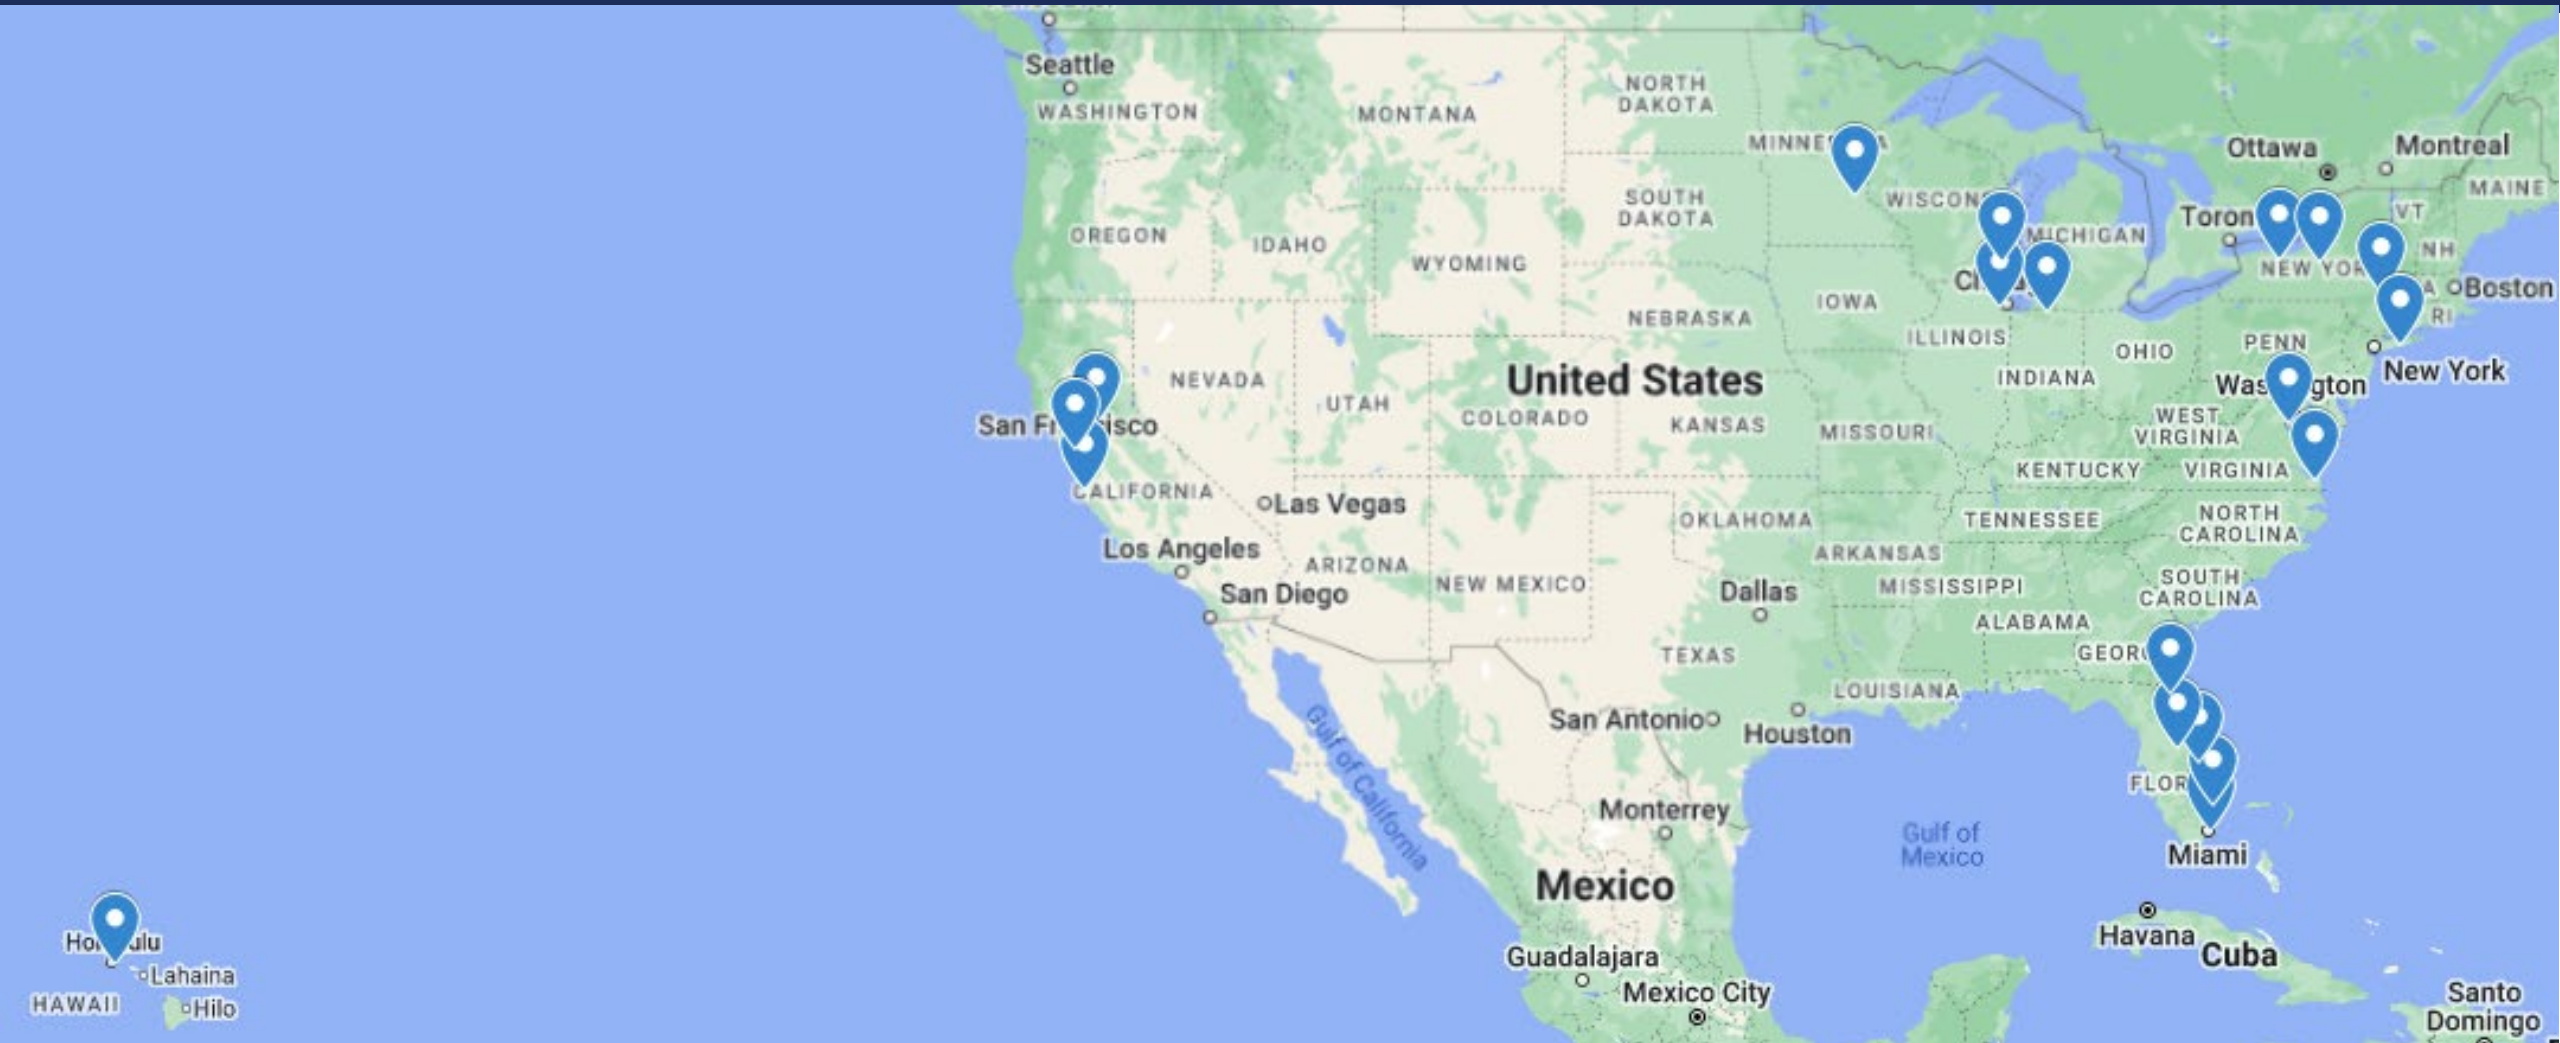 Seattle
WASHINGTON
MONTANA
NORTH
DAKOTA
Ottawa
Montreal
MAINE
SOUTH
DAKOTA
VT
OREGON
IDAHO
WYOMING
MICHIGAN
NH
Boston
RI
IOWA
NEBRASKA
ILLINOIS
OHIO
PENN
New York
NEVADA
UTAH
United States
COLORADO
KANSAS
MISSOURI
INDIANA
WEST
VIRGINIA
KENTUCKY
VIRGINIA
CALIFORNIA
Las Vegas
OKLAHOMA
TENNESSEE
NORTH
CAROLINA
Los Angeles
ARIZONA
NEW MEXICO
ARKANSAS
San Diego
Dallas
MISSISSIPPI
SOUTH
CAROLINA
ALABAMA
TEXAS
LOUISIANA
San Antonio
Houston
Gulf of California
Monterrey
Gulf of
Mexico
Miami
Mexico
Havana
Cuba
Guadalajara
Mexico City
Santo
Domingo
Lahaina
HAWAII
Hilo